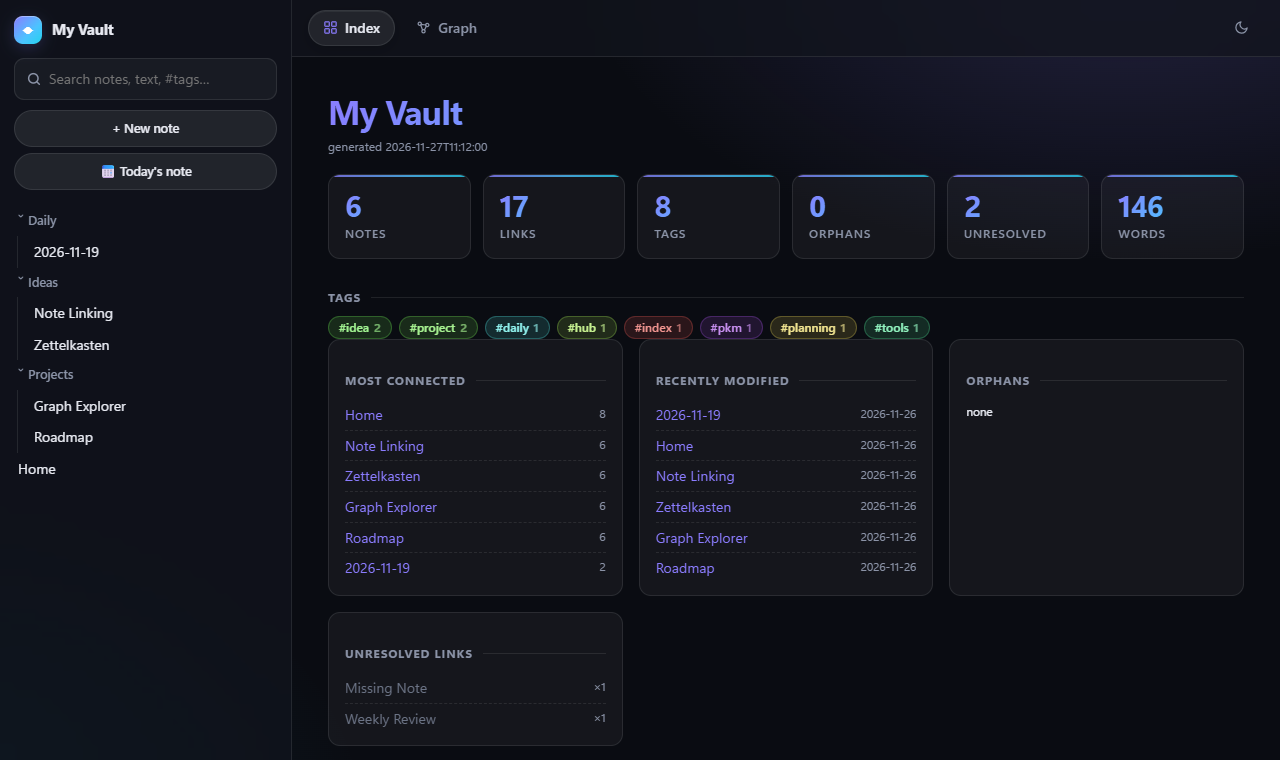 My Vault
Search notes, text, #tags...
+ New note
Today's note
Daily
2026-11-19
Ideas
Note Linking
Zettelkasten
Projects
Graph Explorer
Roadmap
Home
Index
Graph
My Vault
generated 2026-11-27T11:12:00
6
NOTES
17
LINKS
8
TAGS
0
ORPHANS
2
UNRESOLVED
146
WORDS
TAGS
#idea 2
#project 2
#daily 1
#hub 1
#index 1
#pkm 1
#planning 1
#tools 1
MOST CONNECTED
Home 8
Note Linking 6
Zettelkasten 6
Graph Explorer 6
Roadmap 6
2026-11-19 2
RECENTLY MODIFIED
2026-11-19 2026-11-26
Home 2026-11-26
Note Linking 2026-11-26
Zettelkasten 2026-11-26
Graph Explorer 2026-11-26
Roadmap 2026-11-26
ORPHANS
none
UNRESOLVED LINKS
Missing Note ×1
Weekly Review ×1